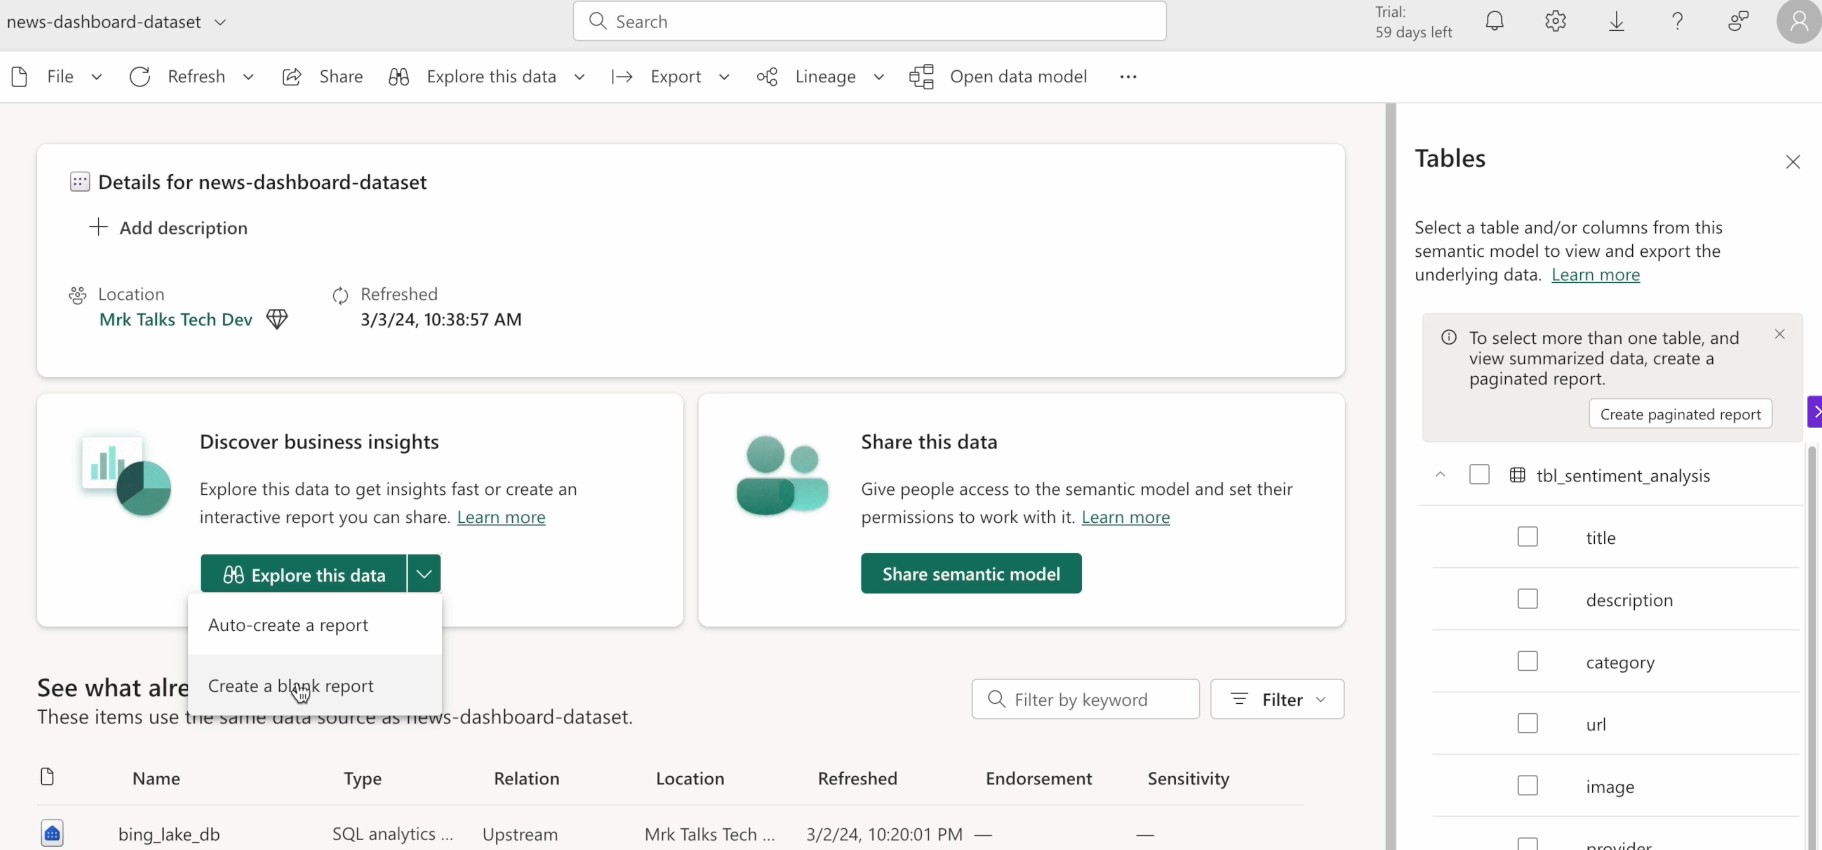 news-dashboard-dataset
Search
Trial:
59 days left
File
Refresh
Share
Explore this data
Export
Lineage
Open data model
Details for news-dashboard-dataset
Add description
Location
Mrk Talks Tech Dev
Refreshed
3/3/24, 10:38:57 AM
Discover business insights
Explore this data to get insights fast or create an
interactive report you can share. Learn more
Explore this data
Auto-create a report
Create a blank report
Share this data
Give people access to the semantic model and set their
permissions to work with it. Learn more
Share semantic model
See what alre
These items use the same data source as news-dashboard-dataset.
Filter by keyword
Filter
Name Type Relation Location Refreshed Endorsement Sensitivity
bing_lake_db SQL analytics ... Upstream Mrk Talks Tech ... 3/2/24, 10:20:01 PM — —
Tables
Select a table and/or columns from this
semantic model to view and export the
underlying data. Learn more
To select more than one table, and
view summarized data, create a
paginated report.
Create paginated report
tbl_sentiment_analysis
title
description
category
url
image
provider